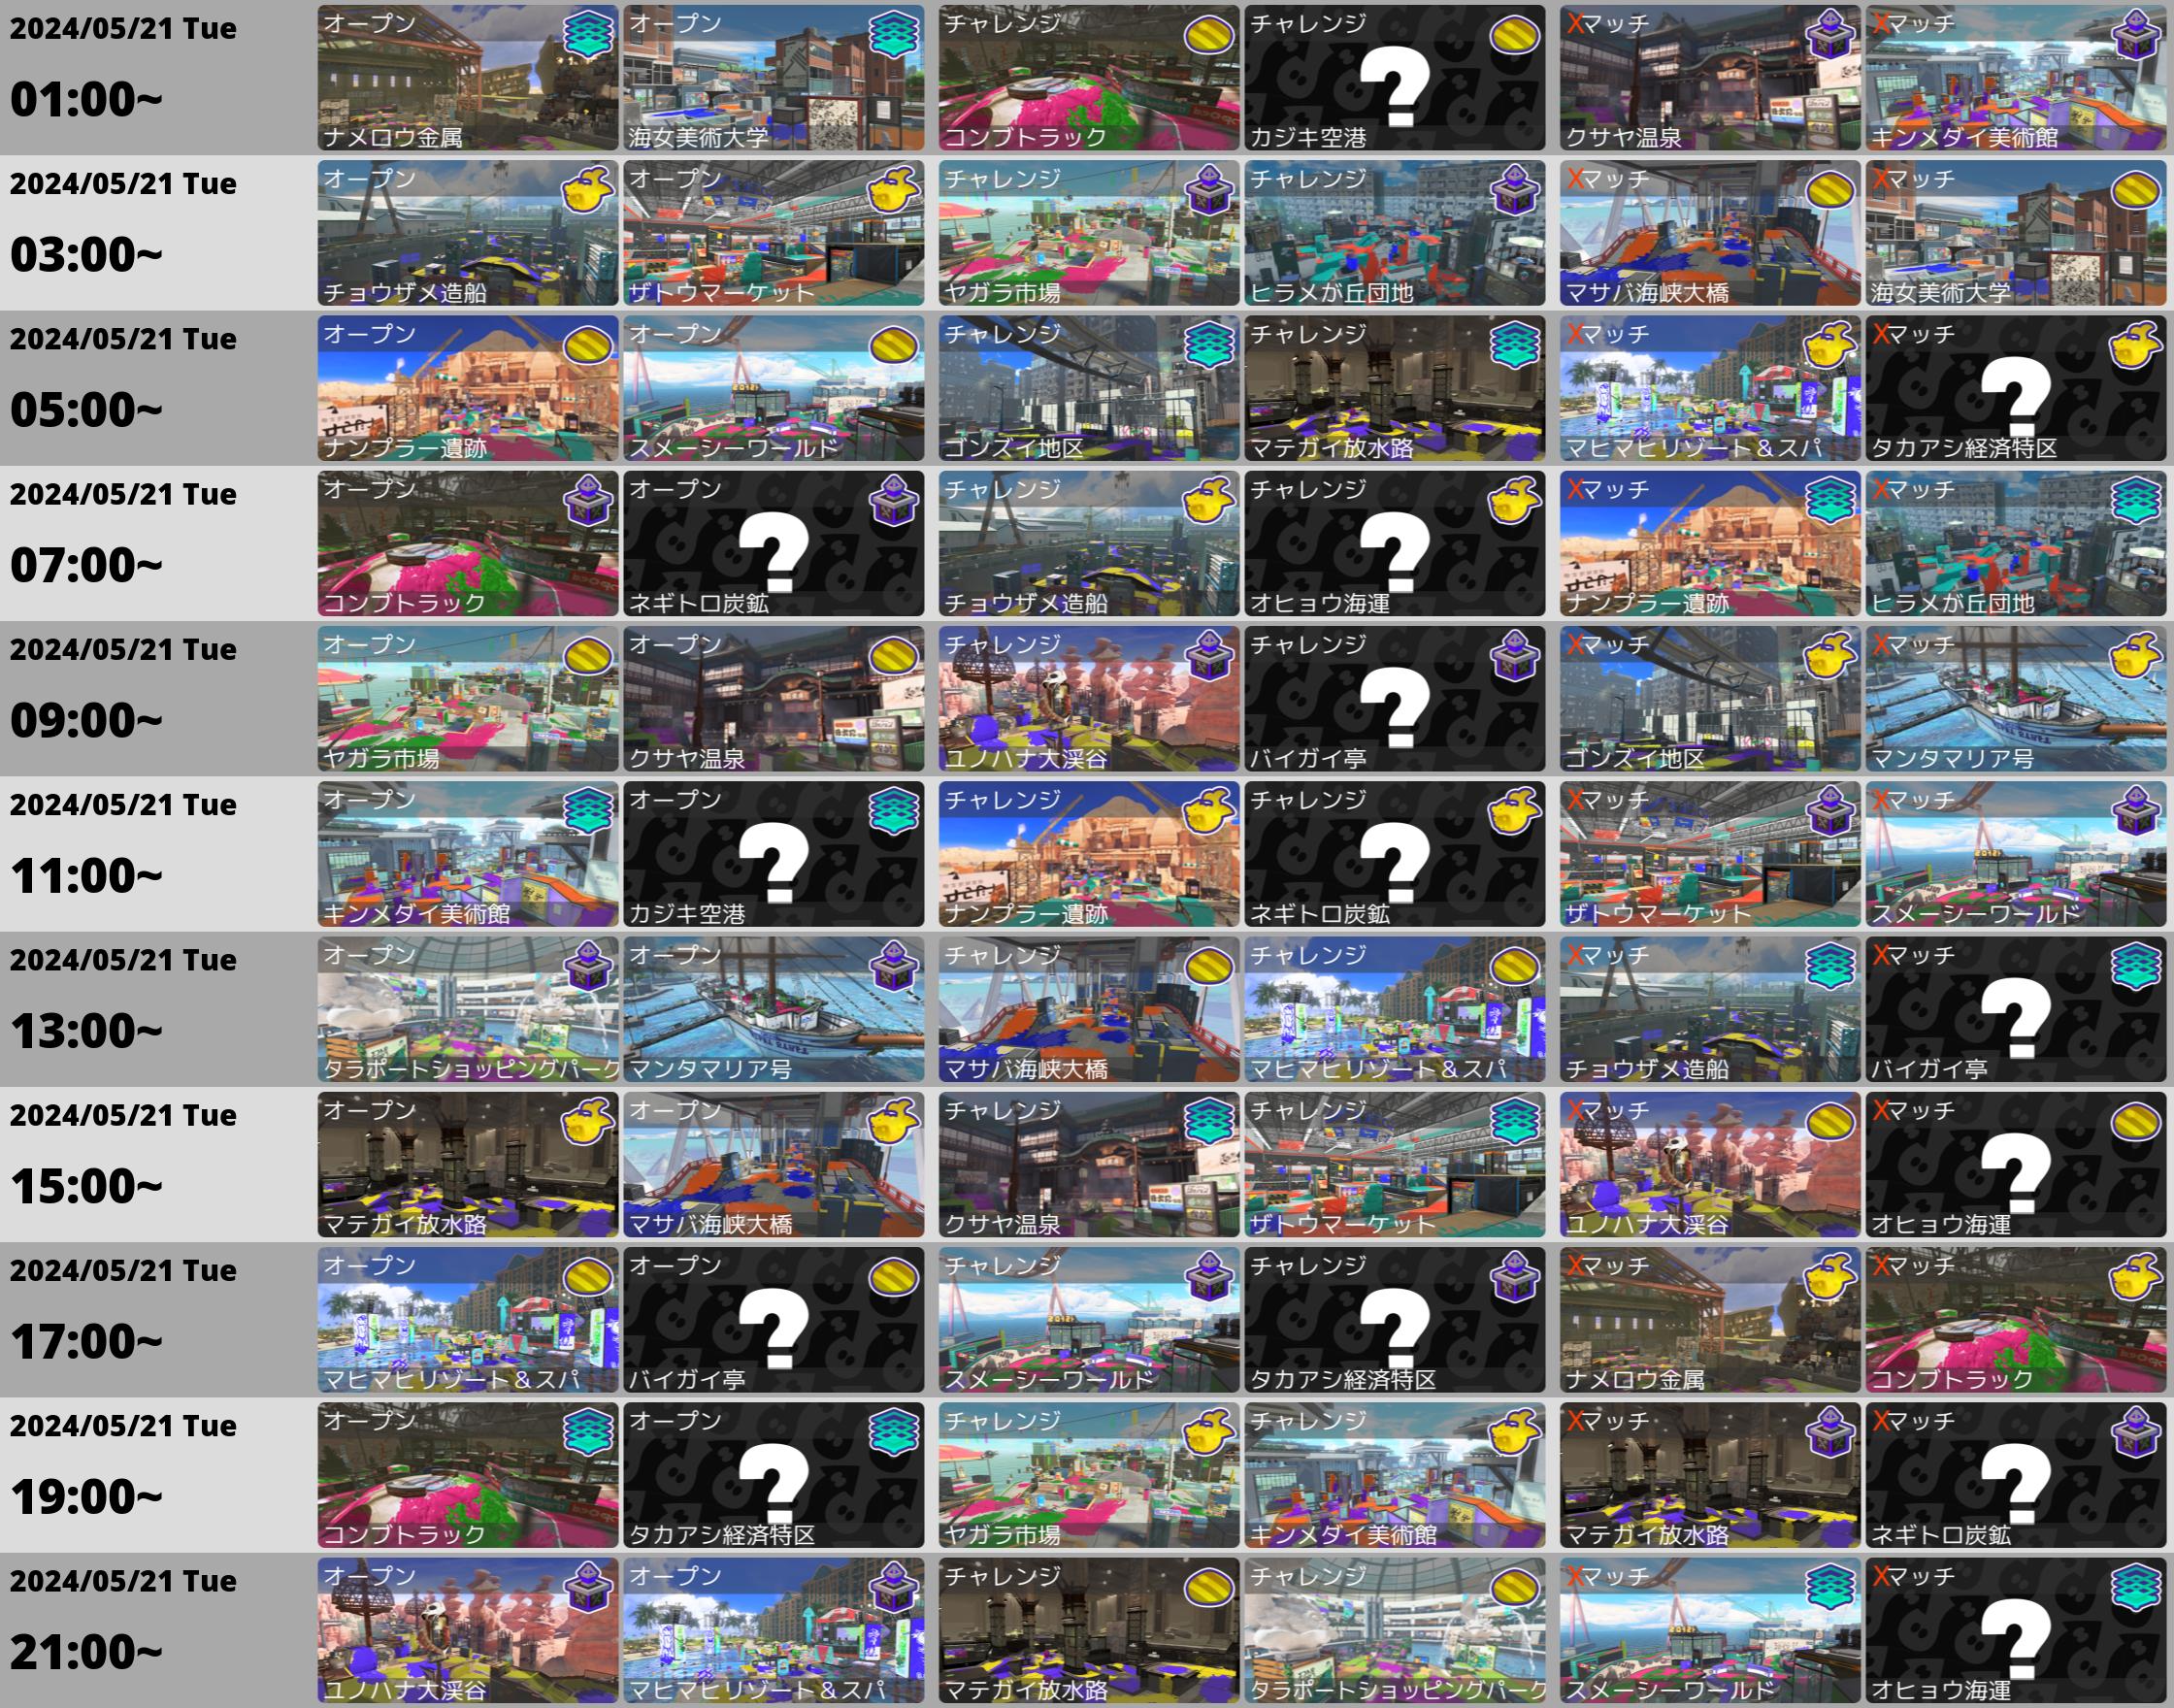 2024/05/21 Tue
01:00~
オープン
ナメロウ金属
オープン
海女美術大学
チャレンジ
コンブトラック
チャレンジ
カジキ空港
Xマッチ
クサヤ温泉
Xマッチ
キンメダイ美術館
2024/05/21 Tue
03:00~
オープン
チョウザメ造船
オープン
ザトウマーケット
チャレンジ
ヤガラ市場
チャレンジ
ヒラメが丘団地
Xマッチ
マサバ海峡大橋
Xマッチ
海女美術大学
2024/05/21 Tue
05:00~
オープン
ナンプラー遺跡
オープン
スメーシーワールド
チャレンジ
ゴンズイ地区
チャレンジ
マテガイ放水路
Xマッチ
マヒマヒリゾート＆スパ
Xマッチ
タカアシ経済特区
2024/05/21 Tue
07:00~
オープン
コンブトラック
オープン
ネギトロ炭鉱
チャレンジ
チョウザメ造船
チャレンジ
オヒョウ海運
Xマッチ
ナンプラー遺跡
Xマッチ
ヒラメが丘団地
2024/05/21 Tue
09:00~
オープン
ヤガラ市場
オープン
クサヤ温泉
チャレンジ
ユノハナ大渓谷
チャレンジ
バイガイ亭
Xマッチ
ゴンズイ地区
Xマッチ
マンタマリア号
2024/05/21 Tue
11:00~
オープン
キンメダイ美術館
オープン
カジキ空港
チャレンジ
ナンプラー遺跡
チャレンジ
ネギトロ炭鉱
Xマッチ
ザトウマーケット
Xマッチ
スメーシーワールド
2024/05/21 Tue
13:00~
オープン
タラポートショッピングパーク
オープン
マンタマリア号
チャレンジ
マサバ海峡大橋
チャレンジ
マヒマヒリゾート＆スパ
Xマッチ
チョウザメ造船
Xマッチ
バイガイ亭
2024/05/21 Tue
15:00~
オープン
マテガイ放水路
オープン
マサバ海峡大橋
チャレンジ
クサヤ温泉
チャレンジ
ザトウマーケット
Xマッチ
ユノハナ大渓谷
Xマッチ
オヒョウ海運
2024/05/21 Tue
17:00~
オープン
マヒマヒリゾート＆スパ
オープン
バイガイ亭
チャレンジ
スメーシーワールド
チャレンジ
タカアシ経済特区
Xマッチ
ナメロウ金属
Xマッチ
コンブトラック
2024/05/21 Tue
19:00~
オープン
コンブトラック
オープン
タカアシ経済特区
チャレンジ
ヤガラ市場
チャレンジ
キンメダイ美術館
Xマッチ
マテガイ放水路
Xマッチ
ネギトロ炭鉱
2024/05/21 Tue
21:00~
オープン
ユノハナ大渓谷
オープン
マヒマヒリゾート＆スパ
チャレンジ
マテガイ放水路
チャレンジ
タラポートショッピングパーク
Xマッチ
スメーシーワールド
Xマッチ
オヒョウ海運